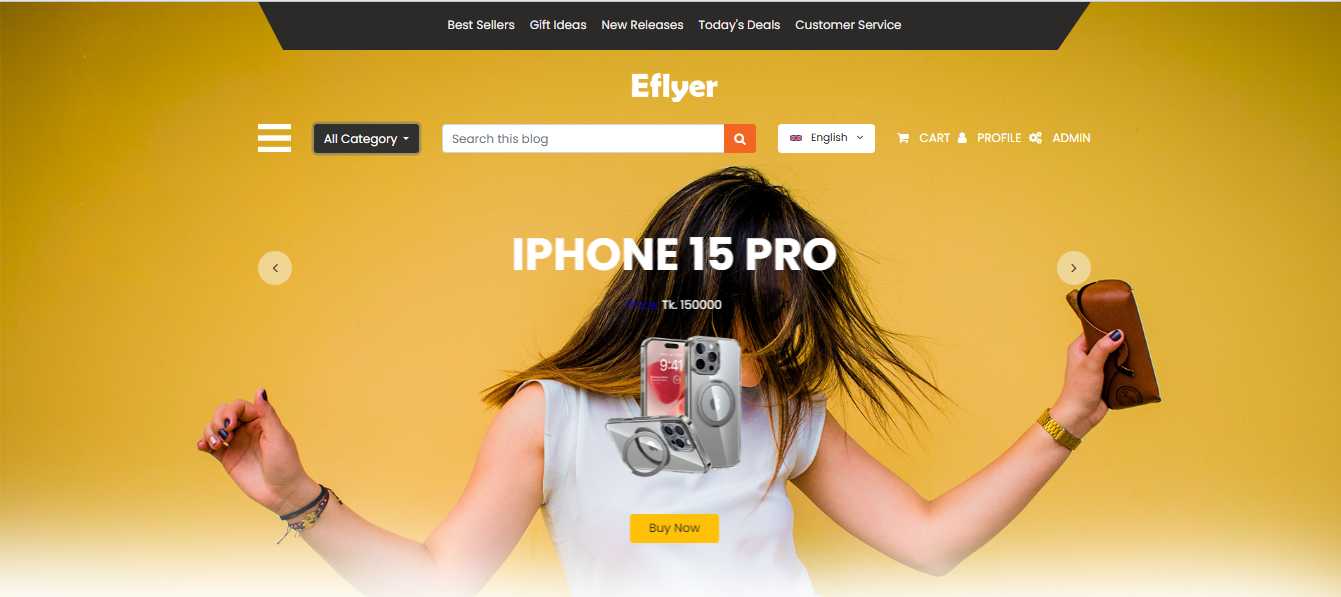 Best Sellers Gift Ideas New Releases Today's Deals Customer Service
Eflyer
All Category
Search this blog
English
CART PROFILE ADMIN
IPHONE 15 PRO
Price Tk. 150000
9:41
Buy Now